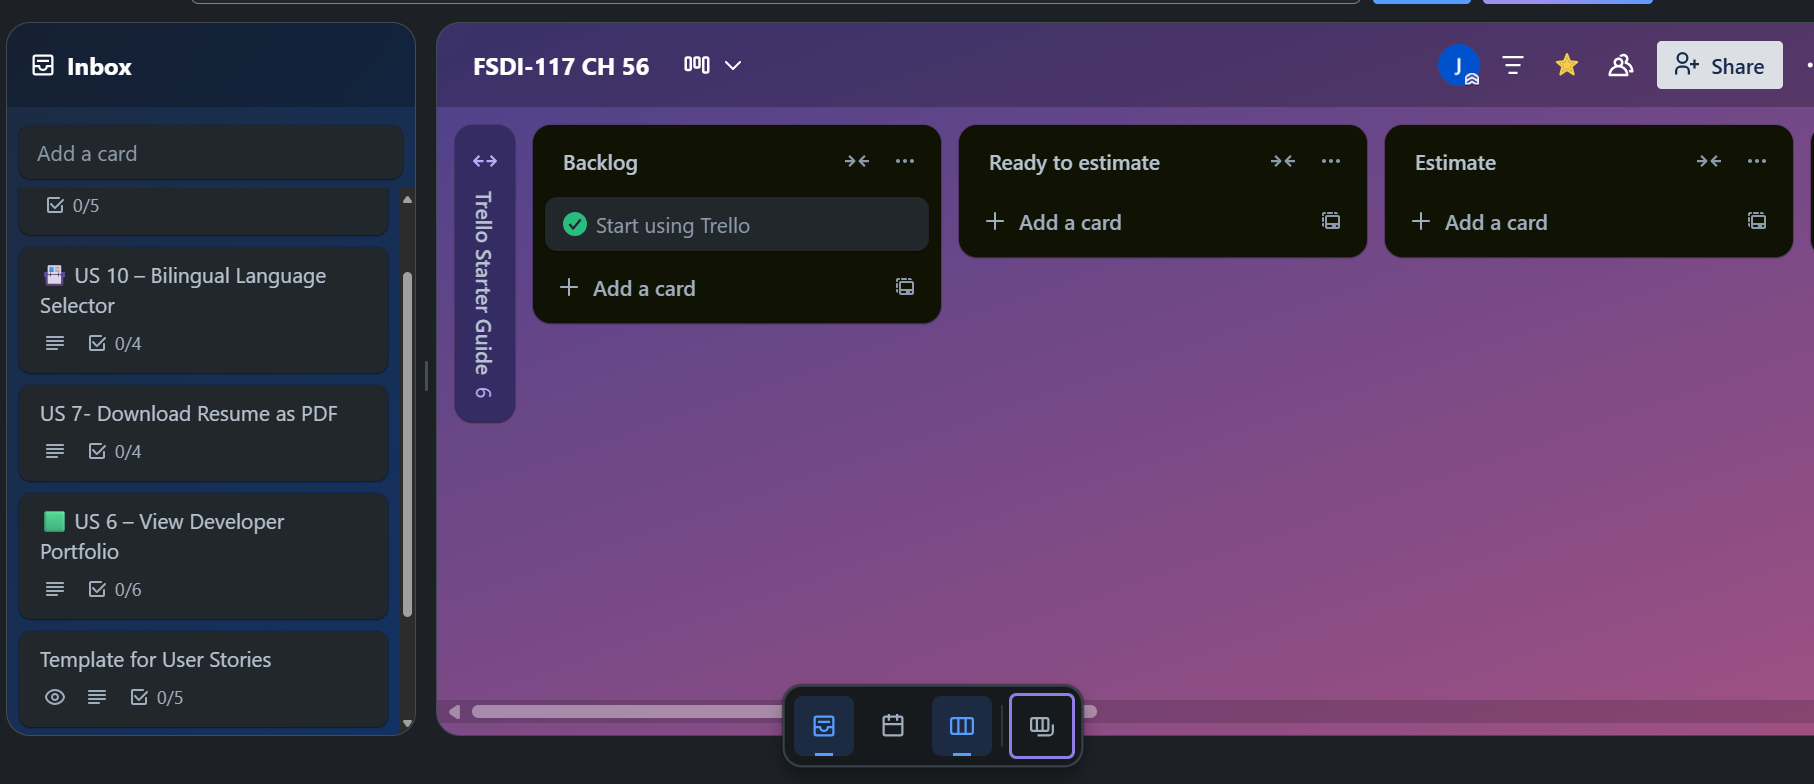 Inbox
Add a card
0/5
US 10 – Bilingual Language
Selector
0/4
US 7- Download Resume as PDF
0/4
US 6 – View Developer
Portfolio
0/6
Template for User Stories
0/5
FSDI-117 CH 56
J
Share
Trello Starter Guide 6
Backlog
Start using Trello
Add a card
Ready to estimate
Add a card
Estimate
Add a card